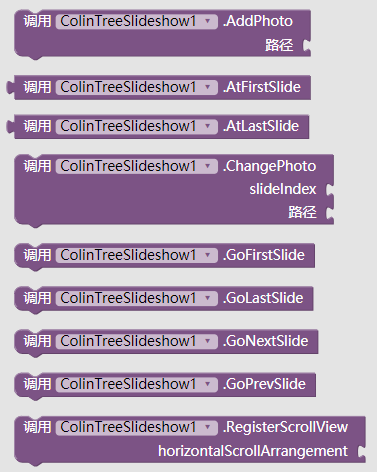 调用 ColinTreeSlideshow1 .AddPhoto
路径
调用 ColinTreeSlideshow1 .AtFirstSlide
调用 ColinTreeSlideshow1 .AtLastSlide
调用 ColinTreeSlideshow1 .ChangePhoto
slideIndex
路径
调用 ColinTreeSlideshow1 .GoFirstSlide
调用 ColinTreeSlideshow1 .GoLastSlide
调用 ColinTreeSlideshow1 .GoNextSlide
调用 ColinTreeSlideshow1 .GoPrevSlide
调用 ColinTreeSlideshow1 .RegisterScrollView
horizontalScrollArrangement